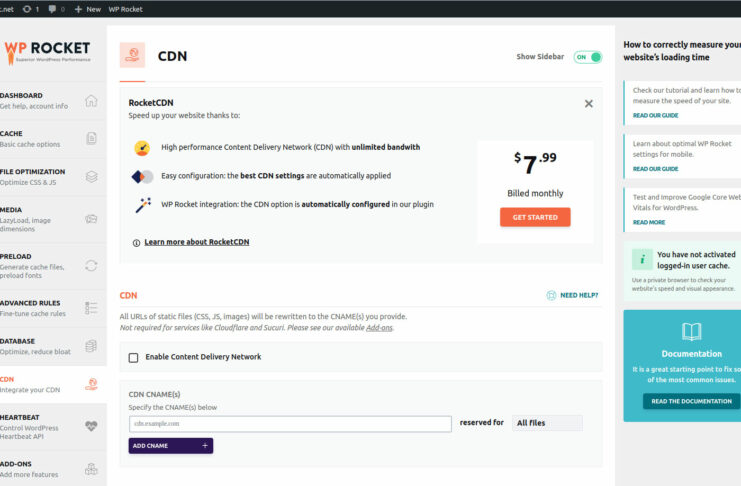 .net 1 0 New WP Rocket
WP ROCKET
Superior WordPress Performance
DASHBOARD
Get help, account info
CACHE
Basic cache options
FILE OPTIMIZATION
Optimize CSS & JS
MEDIA
LazyLoad, image
dimensions
PRELOAD
Generate cache files,
preload fonts
ADVANCED RULES
Fine-tune cache rules
DATABASE
Optimize, reduce bloat
CDN
Integrate your CDN
HEARTBEAT
Control WordPress
Heartbeat API
ADD-ONS
Add more features
CDN
Show Sidebar ON
RocketCDN
Speed up your website thanks to:
High performance Content Delivery Network (CDN) with unlimited bandwith
Easy configuration: the best CDN settings are automatically applied
WP Rocket integration: the CDN option is automatically configured in our plugin
Learn more about RocketCDN
$7.99
Billed monthly
GET STARTED
CDN
NEED HELP?
All URLs of static files (CSS, JS, images) will be rewritten to the CNAME(s) you provide.
Not required for services like Cloudflare and Sucuri. Please see our available Add-ons.
Enable Content Delivery Network
CDN CNAME(S)
Specify the CNAME(s) below
cdn.example.com reserved for All files
ADD CNAME +
How to correctly measure your
website's loading time
Check our tutorial and learn how to
measure the speed of your site.
READ OUR GUIDE
Learn about optimal WP Rocket
settings for mobile.
READ OUR GUIDE
Test and Improve Google Core Web
Vitals for WordPress.
READ MORE
i You have not activated
logged-in user cache.
Use a private browser to check your
website's speed and visual appearance.
Documentation
It is a great starting point to fix so
of the most common issues.
READ THE DOCUMENTATION